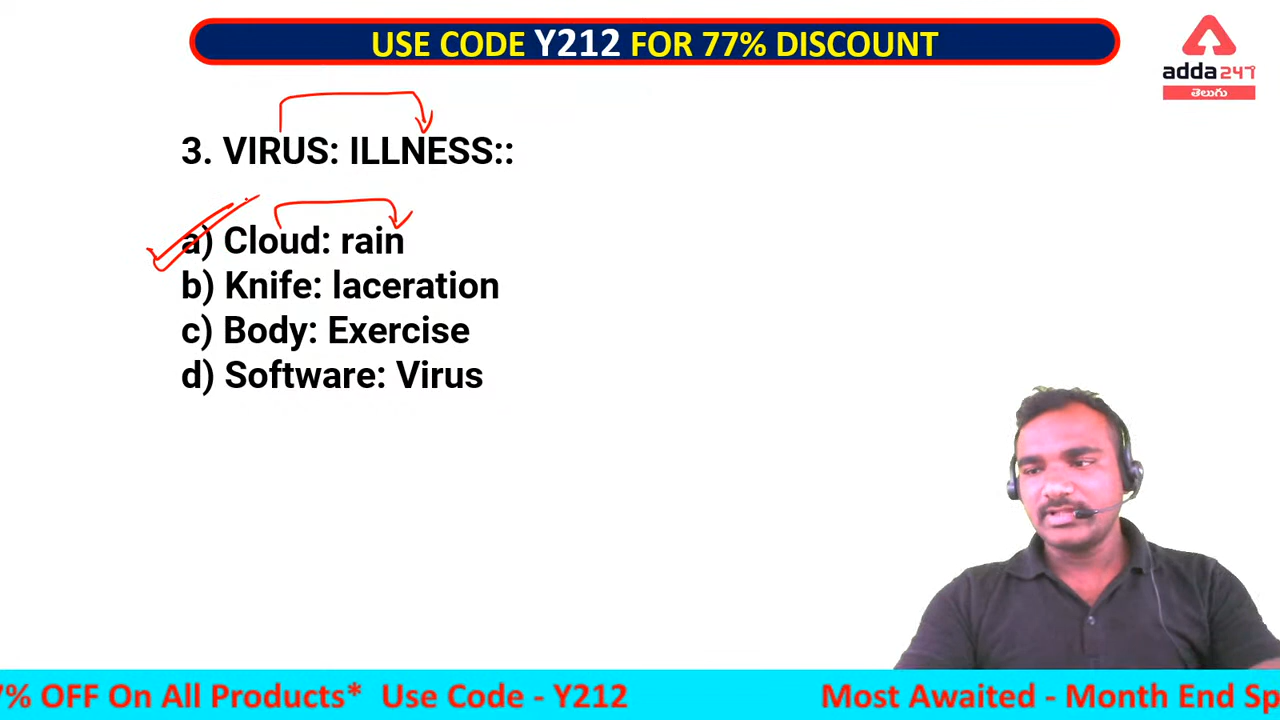 USE CODE Y212 FOR 77% DISCOUNT
adda247
తెలుగు
3. VIRUS: ILLNESS::
a) Cloud: rain
b) Knife: laceration
c) Body: Exercise
d) Software: Virus
7% OFF On All Products* Use Code - Y212 Most Awaited - Month End Sp